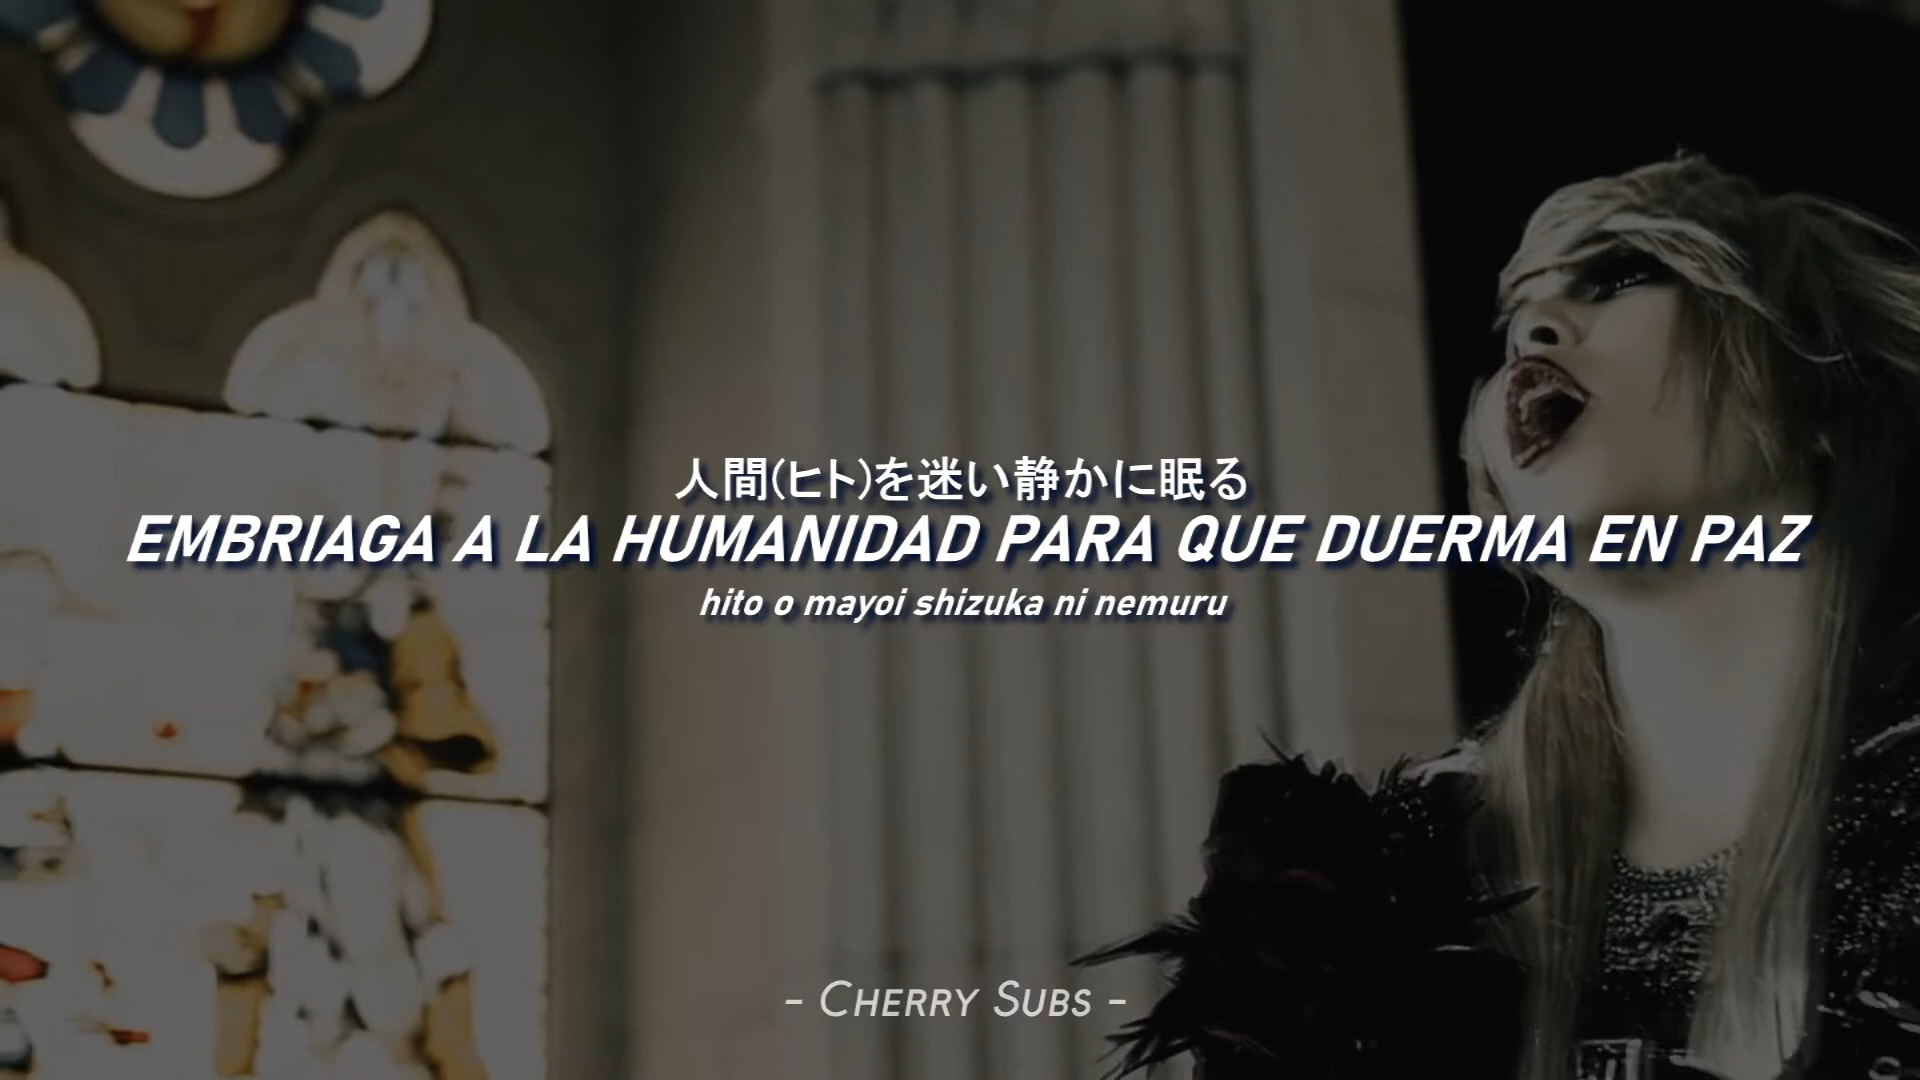 人間(ヒト)を迷い静かに眠る
EMBRIAGA A LA HUMANIDAD PARA QUE DUERMA EN PAZ
hito o mayoi shizuka ni nemuru
- CHERRY SUBS -